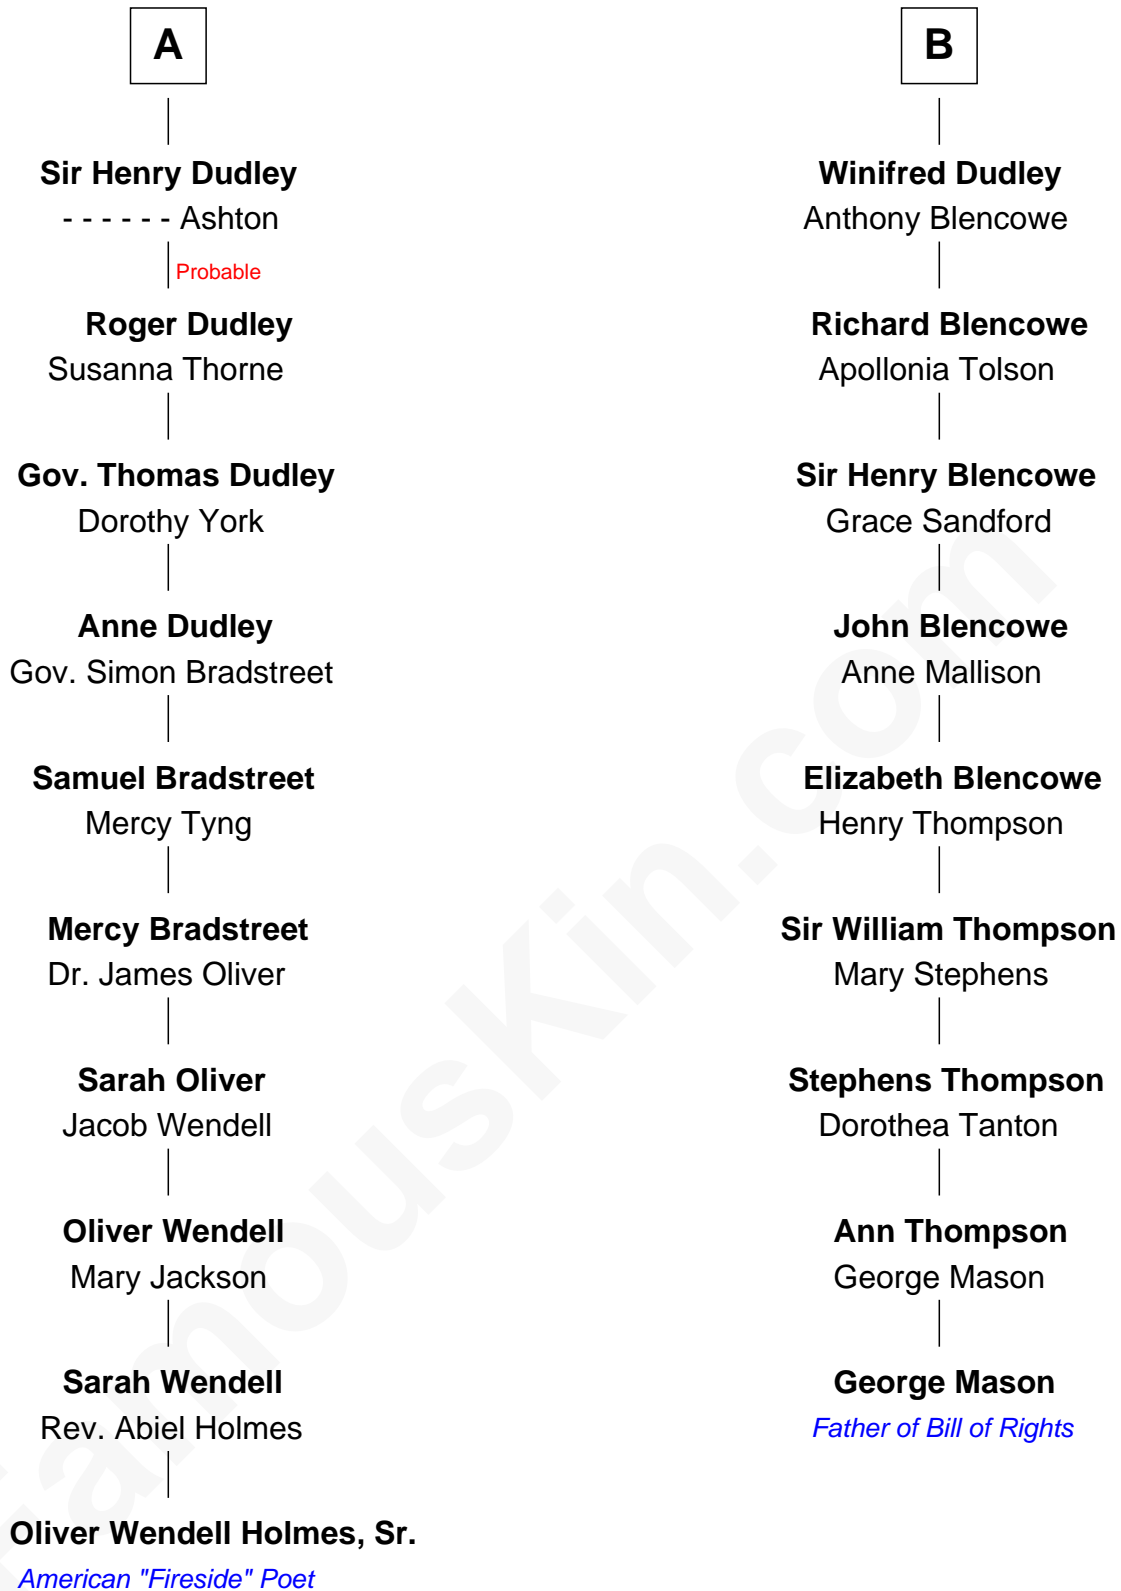 A
Sir Henry Dudley
- - - - - - Ashton
Probable
Roger Dudley
Susanna Thorne
Gov. Thomas Dudley
Dorothy York
Anne Dudley
Gov. Simon Bradstreet
Samuel Bradstreet
Mercy Tyng
Mercy Bradstreet
Dr. James Oliver
Sarah Oliver
Jacob Wendell
Oliver Wendell
Mary Jackson
Sarah Wendell
Rev. Abiel Holmes
Oliver Wendell Holmes, Sr.
American "Fireside" Poet
B
Winifred Dudley
Anthony Blencowe
Richard Blencowe
Apollonia Tolson
Sir Henry Blencowe
Grace Sandford
John Blencowe
Anne Mallison
Elizabeth Blencowe
Henry Thompson
Sir William Thompson
Mary Stephens
Stephens Thompson
Dorothea Tanton
Ann Thompson
George Mason
George Mason
Father of Bill of Rights
FamousKin.com